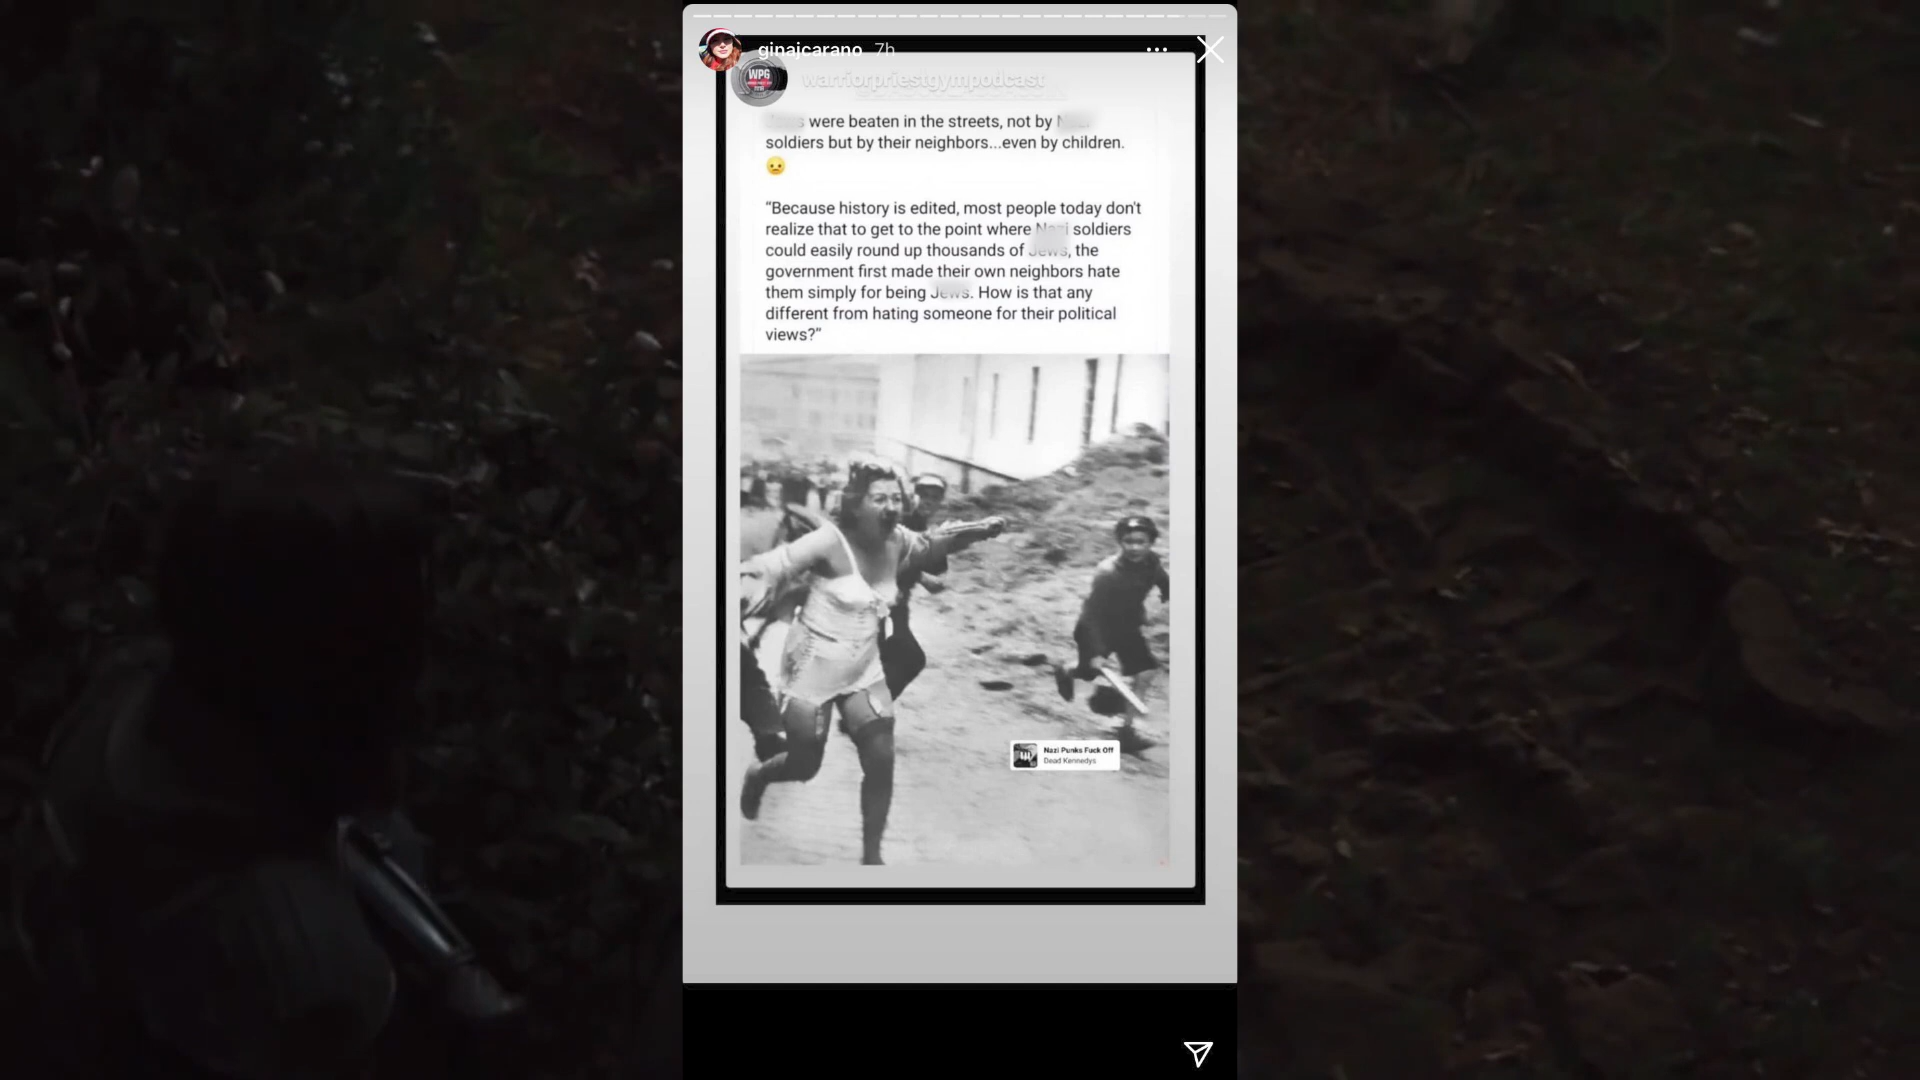 ginajcarano 7h
WPG
warriorpriestgympodcast
were beaten in the streets, not by
soldiers but by their neighbors...even by children.
“Because history is edited, most people today don't
realize that to get to the point where Nazi soldiers
could easily round up thousands of Jews, the
government first made their own neighbors hate
them simply for being Jews. How is that any
different from hating someone for their political
views?”
Nazi Punks Fuck Off
Dead Kennedys